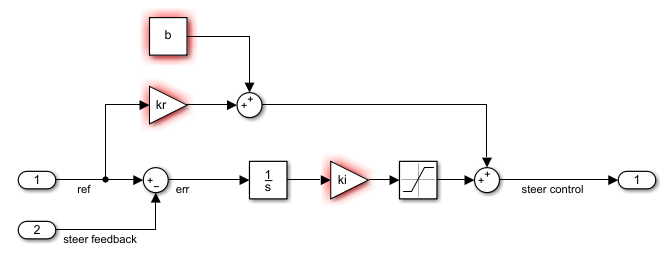 b
kr
+
+
1
ref
+
−
err
1
s
ki
+
+
steer control
1
2
steer feedback